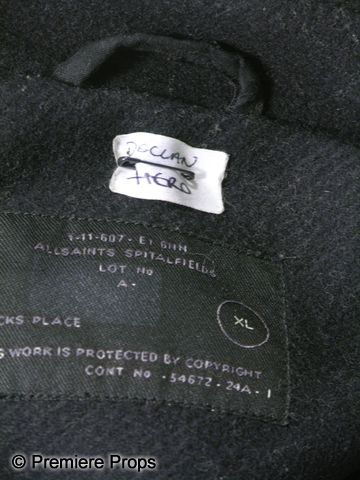 DECLAN
HERO
1-11-607 - E1 6HN
ALLSAINTS SPITALFIELDS
LOT No
A-
CKS PLACE
XL
S WORK IS PROTECTED BY COPYRIGHT
CONT No -54672-24A-1
© Premiere Props